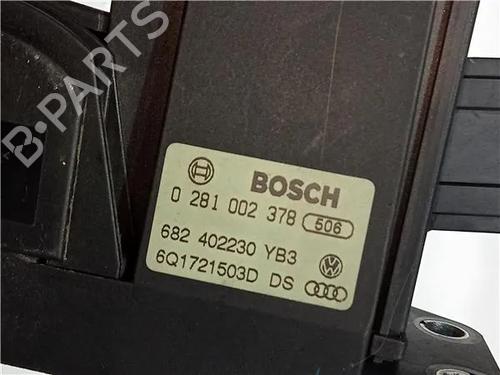 B-PARTS
BOSCH
0 281 002 378 506
682 402230 YB3
6Q1721503D DS